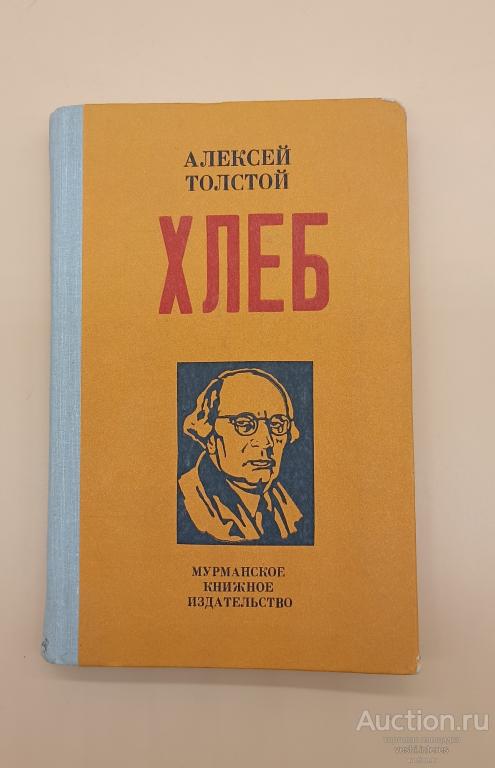 АЛЕКСЕЙ
ТОЛСТОЙ
ХЛЕБ
МУРМАНСКОЕ
КНИЖНОЕ
ИЗДАТЕЛЬСТВО
Auction.ru